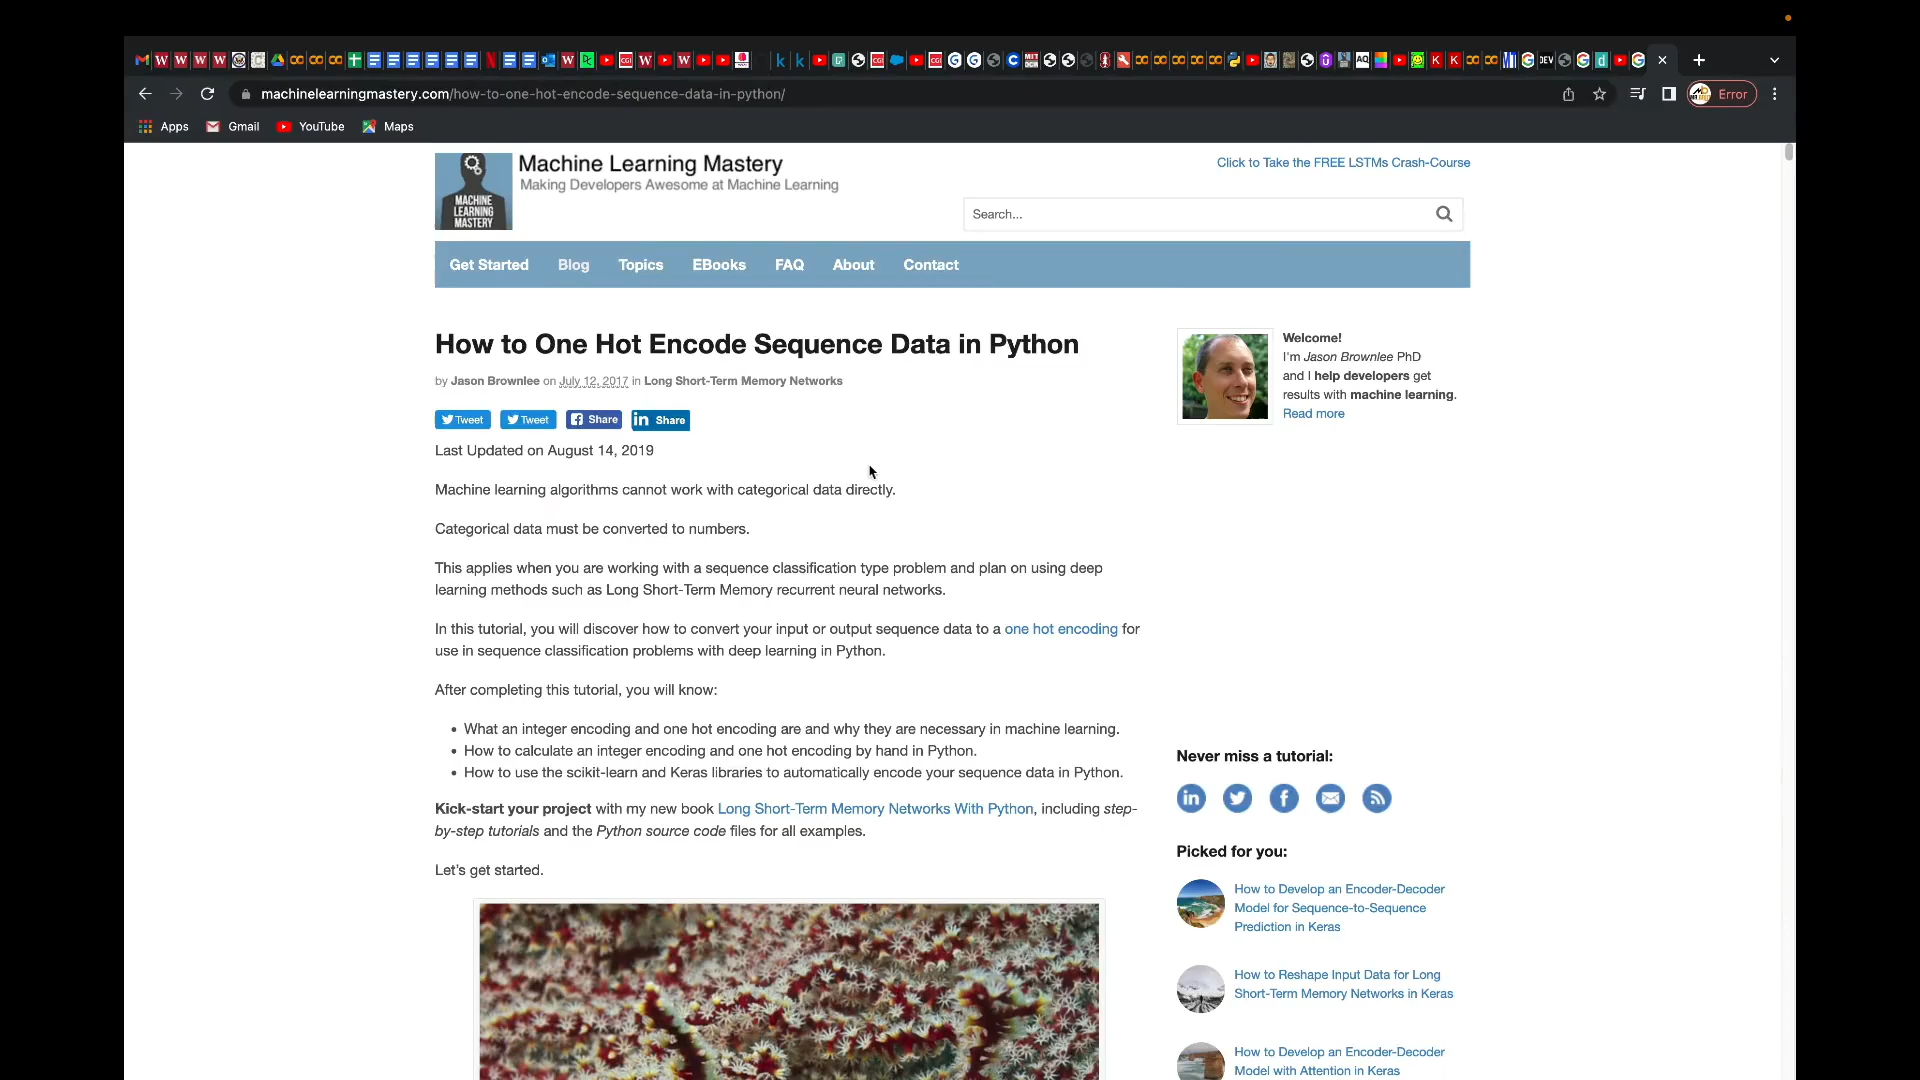 machinelearningmastery.com/how-to-one-hot-encode-sequence-data-in-python/
Error
Apps
Gmail
YouTube
Maps
MACHINE
LEARNING
MASTERY
Machine Learning Mastery
Making Developers Awesome at Machine Learning
Click to Take the FREE LSTMs Crash-Course
Search...
Get Started
Blog
Topics
EBooks
FAQ
About
Contact
How to One Hot Encode Sequence Data in Python
by Jason Brownlee on July 12, 2017 in Long Short-Term Memory Networks
Tweet
Tweet
Share
Share
Last Updated on August 14, 2019
Machine learning algorithms cannot work with categorical data directly.
Categorical data must be converted to numbers.
This applies when you are working with a sequence classification type problem and plan on using deep
learning methods such as Long Short-Term Memory recurrent neural networks.
In this tutorial, you will discover how to convert your input or output sequence data to a one hot encoding for
use in sequence classification problems with deep learning in Python.
After completing this tutorial, you will know:
• What an integer encoding and one hot encoding are and why they are necessary in machine learning.
• How to calculate an integer encoding and one hot encoding by hand in Python.
• How to use the scikit-learn and Keras libraries to automatically encode your sequence data in Python.
Kick-start your project with my new book Long Short-Term Memory Networks With Python, including step-
by-step tutorials and the Python source code files for all examples.
Let's get started.
Welcome!
I'm Jason Brownlee PhD
and I help developers get
results with machine learning.
Read more
Never miss a tutorial:
Picked for you:
How to Develop an Encoder-Decoder
Model for Sequence-to-Sequence
Prediction in Keras
How to Reshape Input Data for Long
Short-Term Memory Networks in Keras
How to Develop an Encoder-Decoder
Model with Attention in Keras